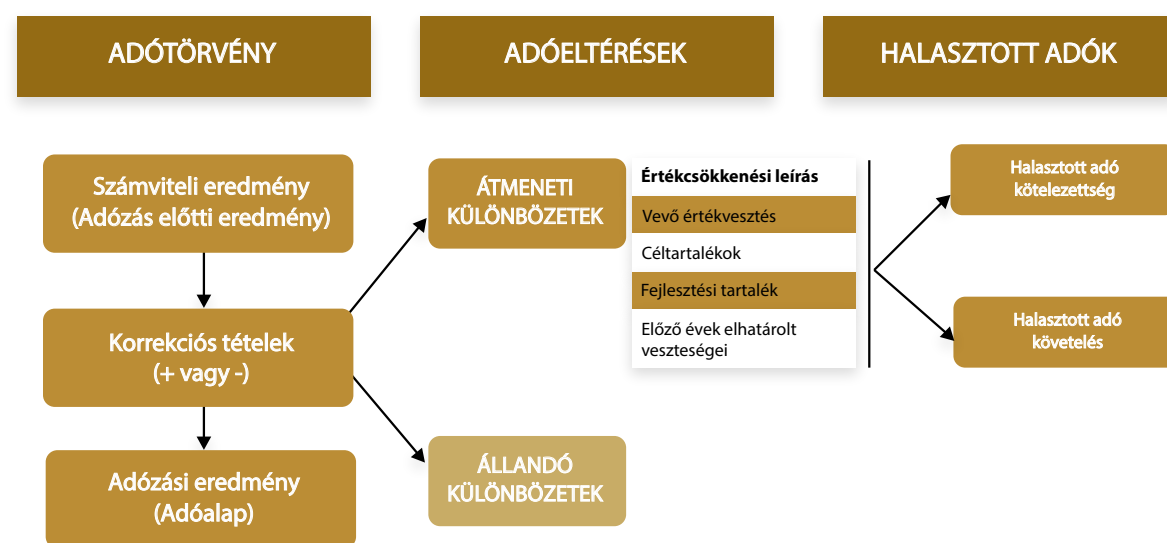 ADÓTÖRVÉNY
ADÓELTÉRÉSEK
HALASZTOTT ADÓK
Számviteli eredmény
(Adózás előtti eredmény)
Korrekciós tételek
(+ vagy -)
Adózási eredmény
(Adóalap)
ÁTMENETI
KÜLÖNBÖZETEK
ÁLLANDÓ
KÜLÖNBÖZETEK
Értékcsökkenési leírás
Vevő értékvesztés
Céltartalékok
Fejlesztési tartalék
Előző évek elhatárolt
veszteségei
Halasztott adó
kötelezettség
Halasztott adó
követelés